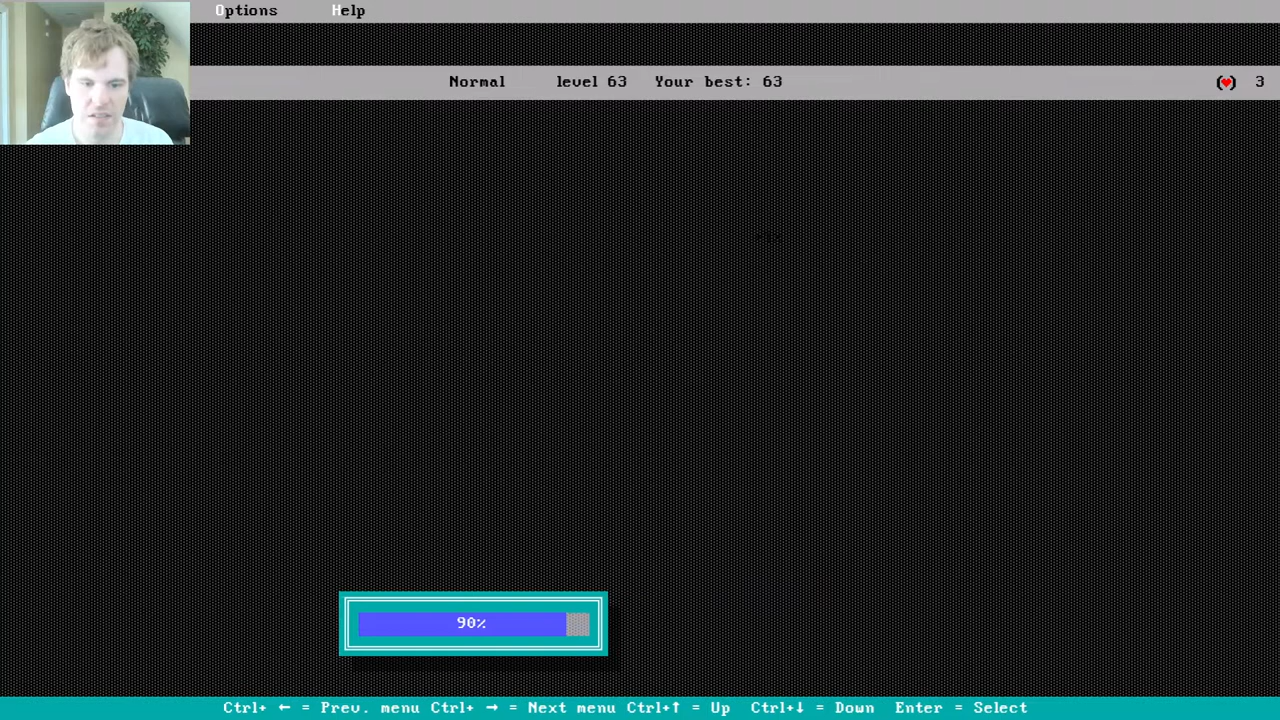 Options Help
Normal level 63 Your best: 63 (♥) 3
90%
Ctrl+ ← = Prev. menu Ctrl+ → = Next menu Ctrl+↑ = Up Ctrl+↓ = Down Enter = Select